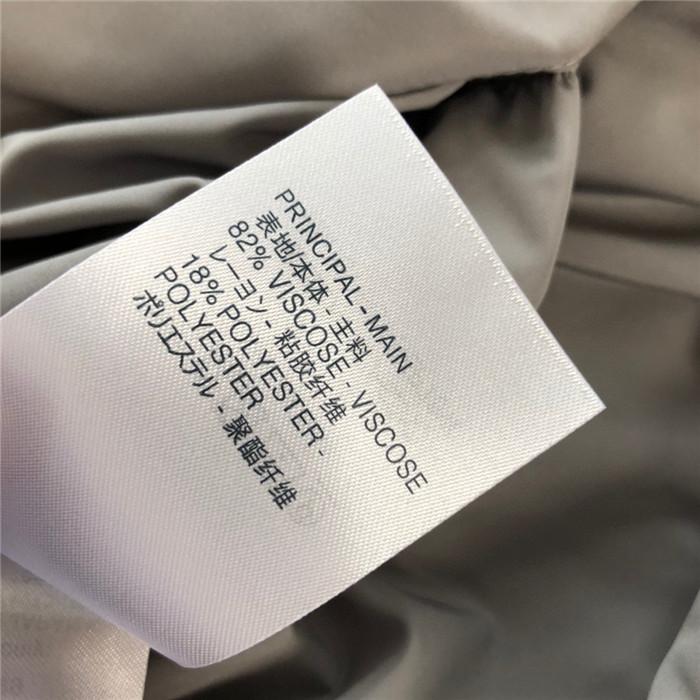 PRINCIPAL - MAIN
表地/本体 - 主料
82% VISCOSE - VISCOSE
レーヨン - 粘胶纤维
18% POLYESTER -
POLYESTER
ポリエステル - 聚酯纤维